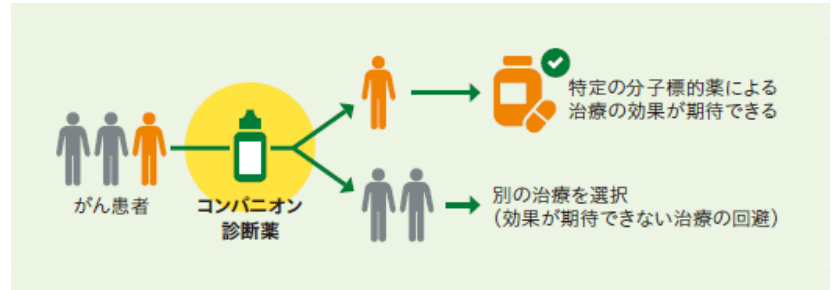 がん患者
コンパニオン
診断薬
特定の分子標的薬による
治療の効果が期待できる
別の治療を選択
（効果が期待できない治療の回避）